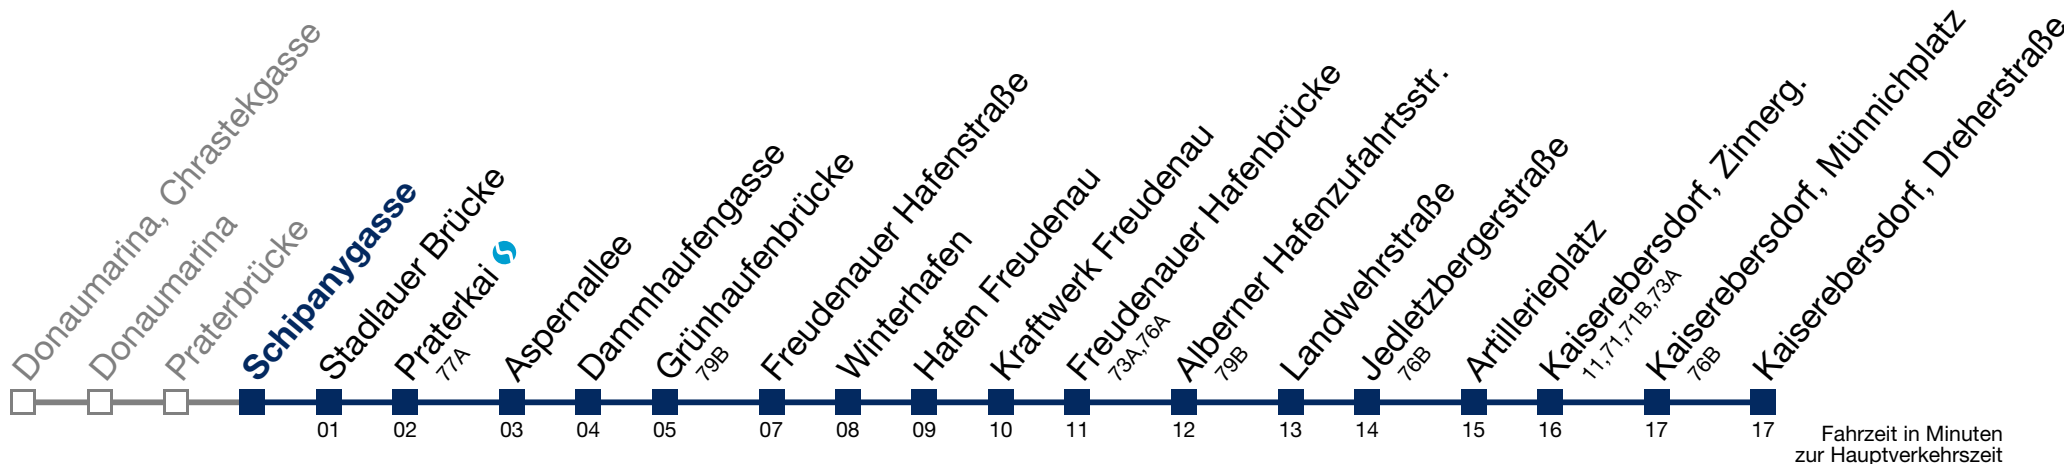 Donaumarina, Chrastekgasse
Donaumarina
Praterbrücke
Schipanygasse
Stadlauer Brücke
01
Praterkai
77A
02
Aspernallee
03
Dammhaufengasse
04
Grünhaufenbrücke
79B
05
Freudenauer Hafenstraße
07
Winterhafen
08
Hafen Freudenau
09
Kraftwerk Freudenau
10
Freudenauer Hafenbrücke
73A,76A
11
Alberner Hafenzufahrtsstr.
79B
12
Landwehrstraße
13
Jedletzbergerstraße
76B
14
Artillerieplatz
15
Kaiserebersdorf, Zinnerg.
11,71,71B,73A
16
Kaiserebersdorf, Münnichplatz
76B
17
Kaiserebersdorf, Dreherstraße
17
Fahrzeit in Minuten
zur Hauptverkehrszeit